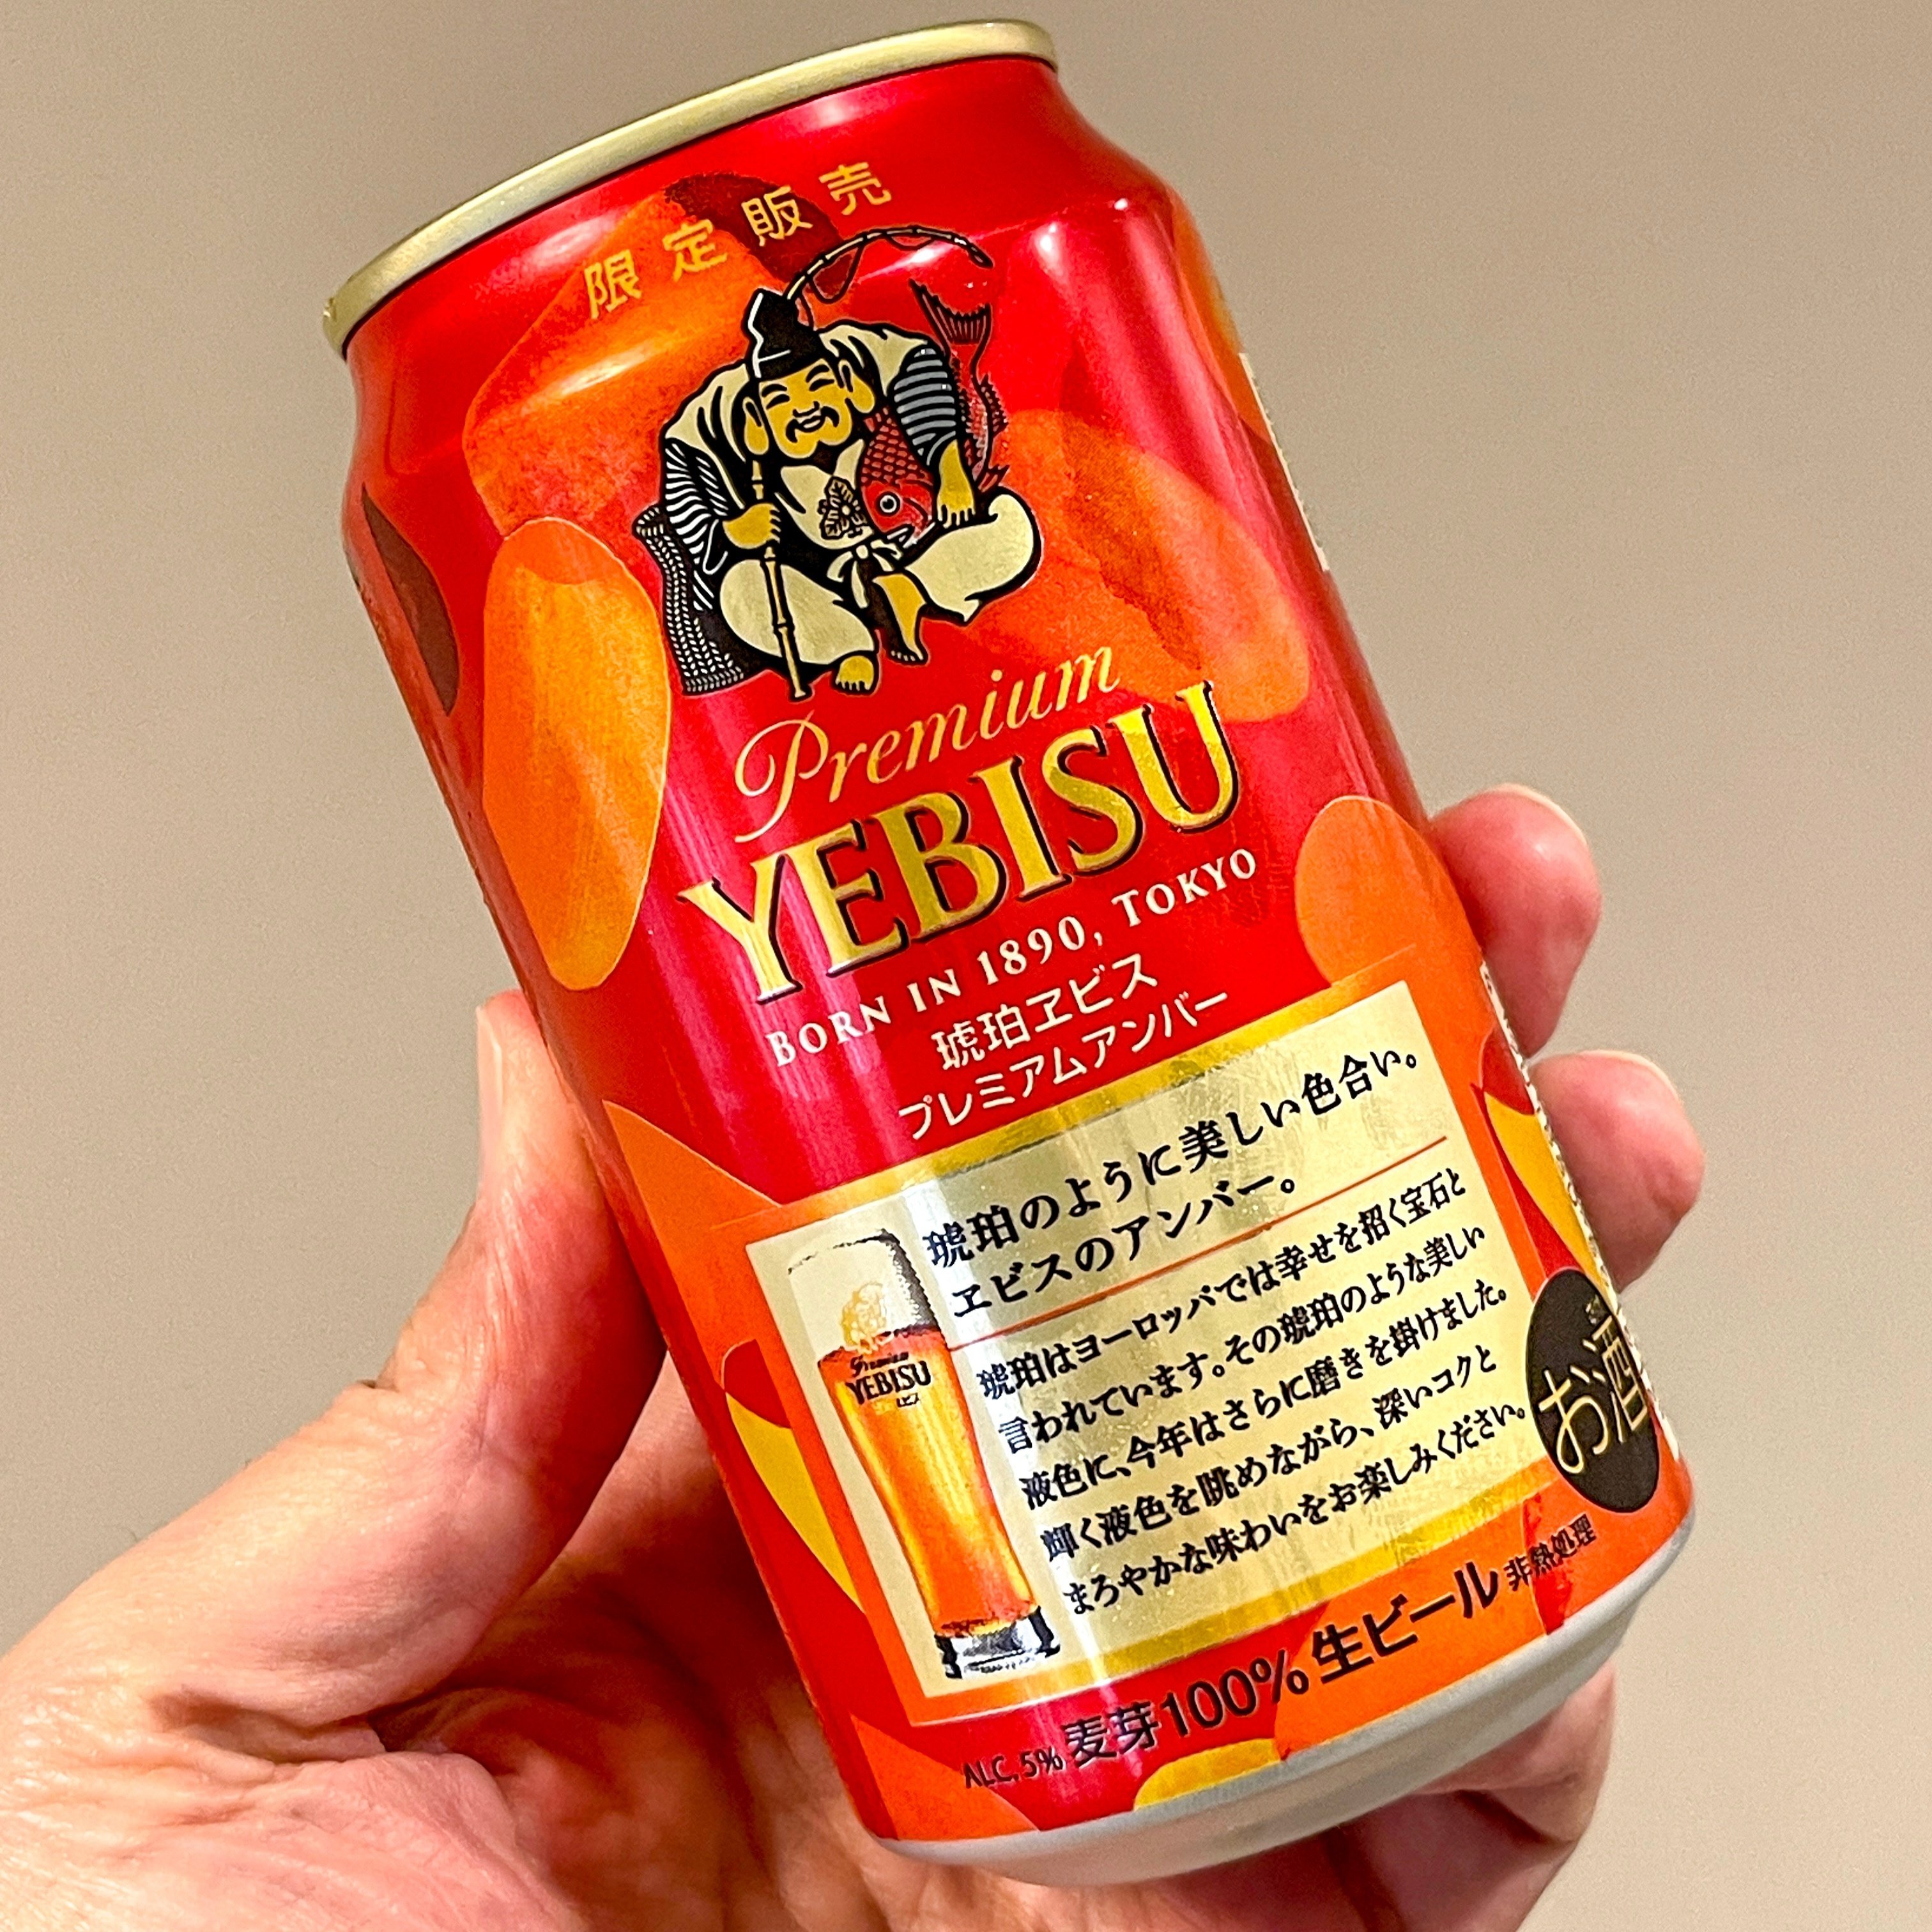 限定販売
Premium
YEBISU
BORN IN 1890, TOKYO
琥珀ヱビス
プレミアムアンバー
琥珀のように美しい色合い。
ヱビスのアンバー。
琥珀はヨーロッパでは幸せを招く宝石と
言われています。その琥珀のような美しい
液色に、今年はさらに磨きを掛けました。
輝く液色を眺めながら、深いコクと
まろやかな味わいをお楽しみください。
Premium
YEBISU
ヱビス
お酒
ALC. 5% 麦芽100% 生ビール 非熱処理